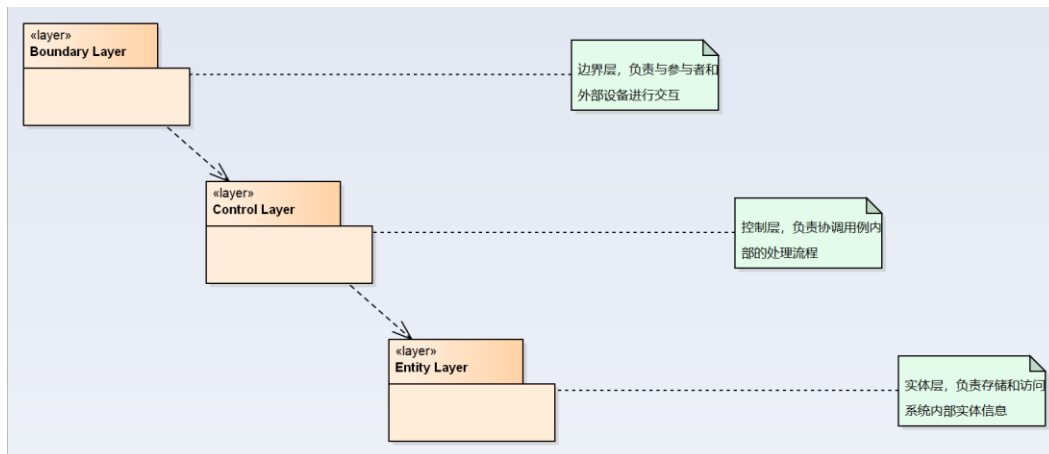 «layer»
Boundary Layer
边界层，负责与参与者和
外部设备进行交互
«layer»
Control Layer
控制层，负责协调用例内
部的处理流程
«layer»
Entity Layer
实体层，负责存储和访问
系统内部实体信息